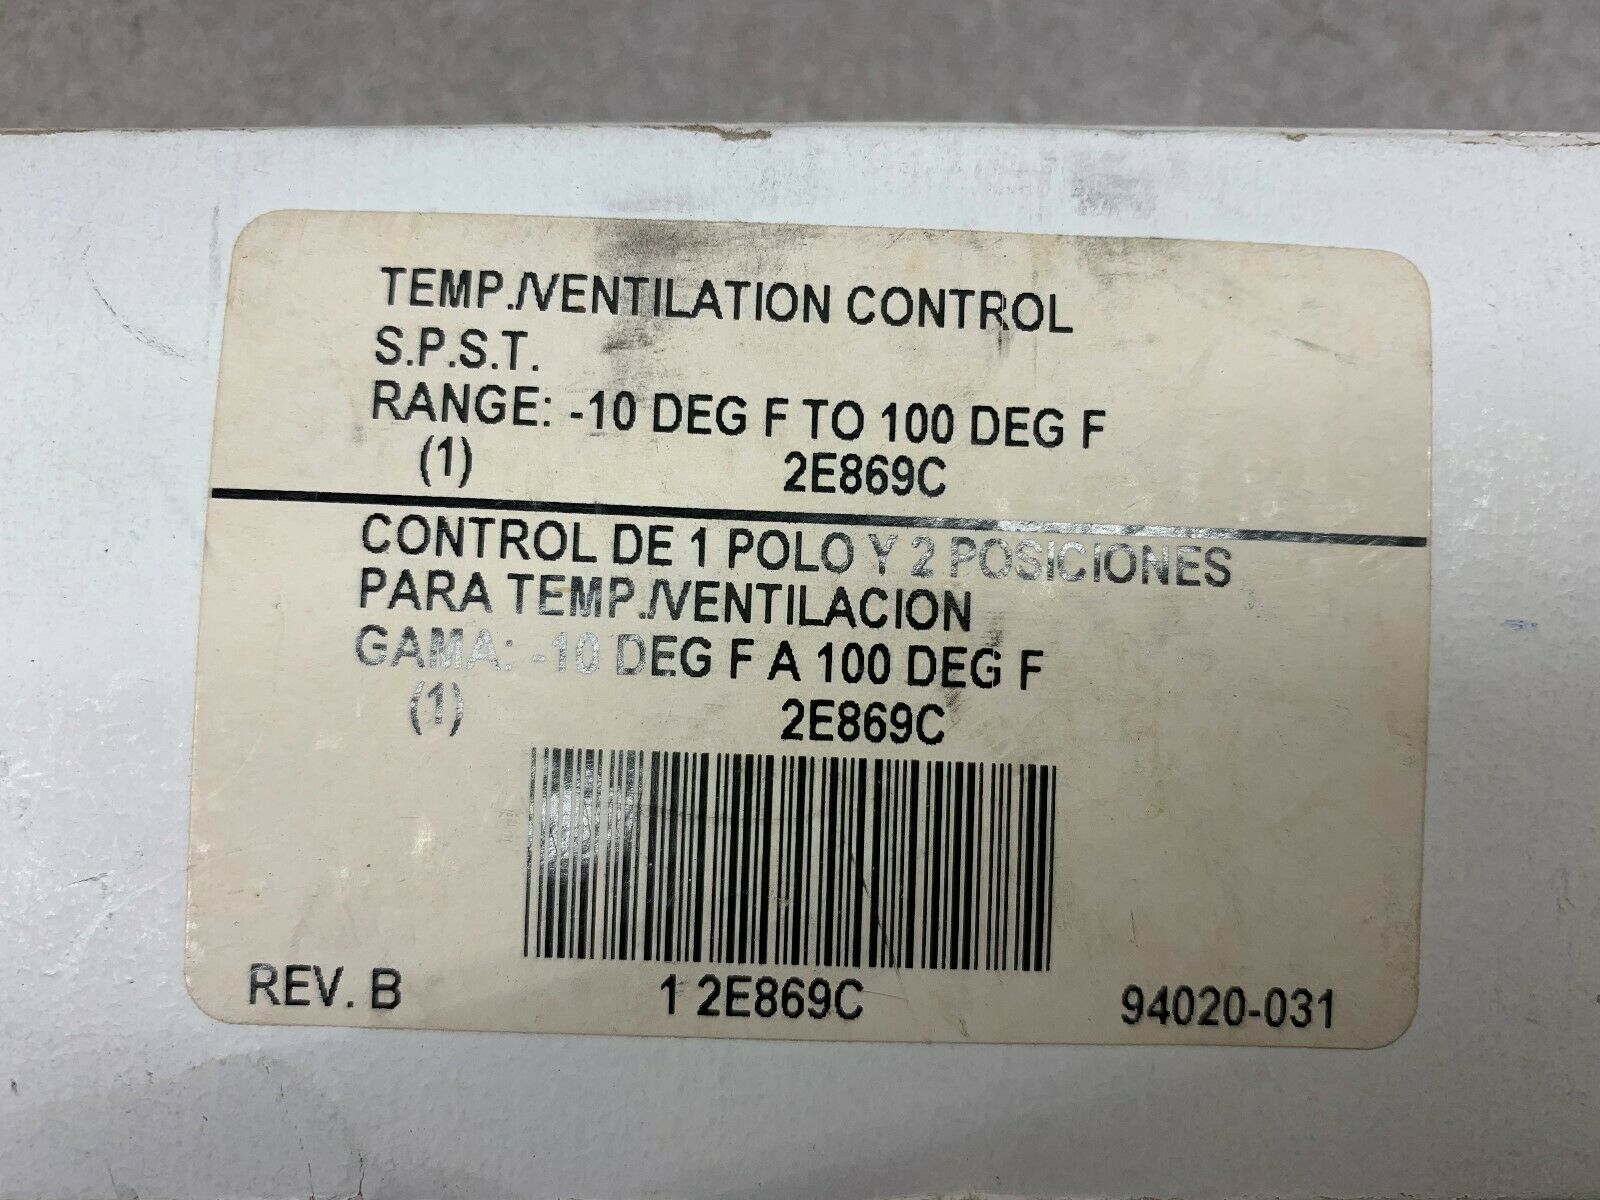 TEMP./VENTILATION CONTROL
S.P.S.T.
RANGE: -10 DEG F TO 100 DEG F
(1) 2E869C
CONTROL DE 1 POLO Y 2 POSICIONES
PARA TEMP./VENTILACION
GAMA: -10 DEG F A 100 DEG F
(1) 2E869C
REV. B 1 2E869C 94020-031